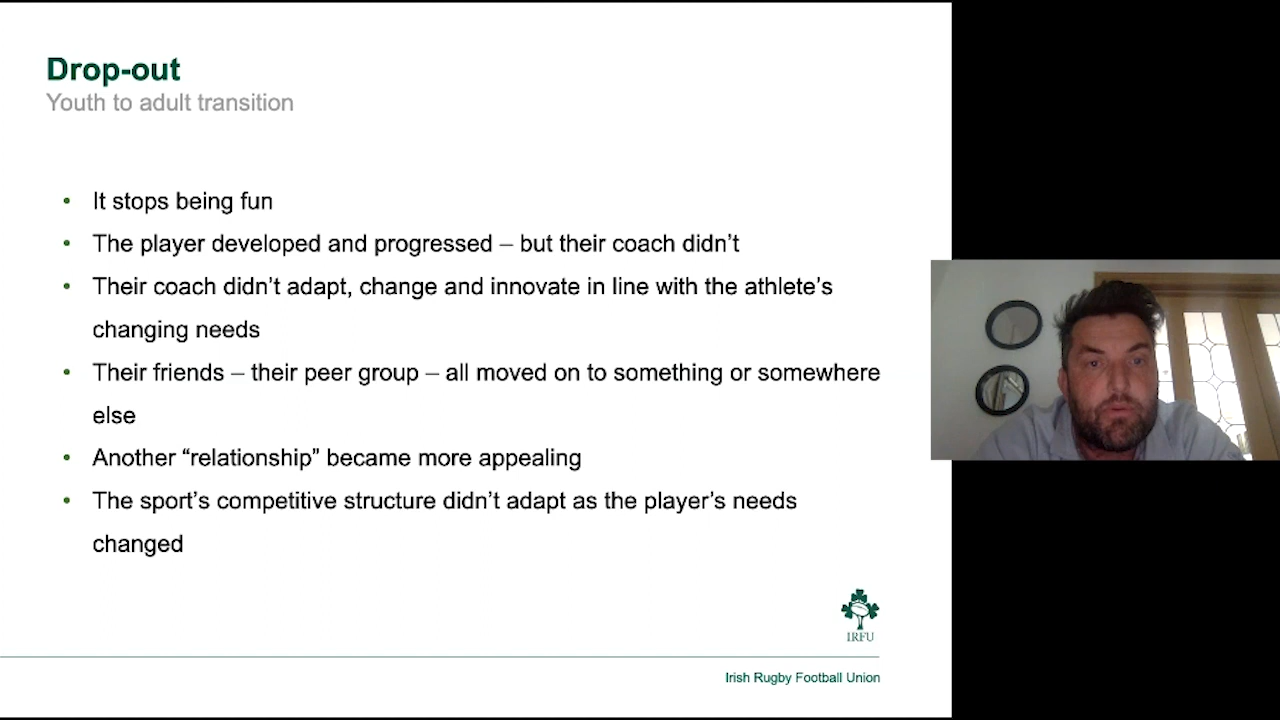 Drop-out
Youth to adult transition
• It stops being fun
• The player developed and progressed – but their coach didn’t
• Their coach didn’t adapt, change and innovate in line with the athlete’s
changing needs
• Their friends – their peer group – all moved on to something or somewhere
else
• Another “relationship” became more appealing
• The sport’s competitive structure didn’t adapt as the player’s needs
changed
IRFU
Irish Rugby Football Union